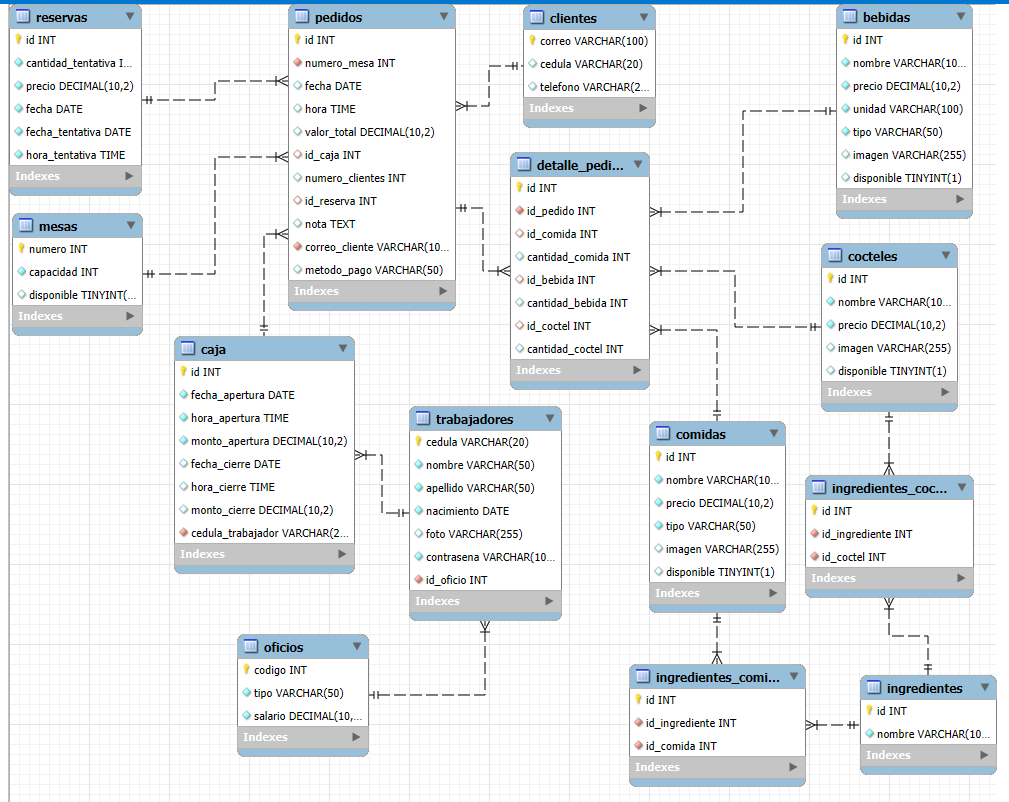 reservas
id INT
cantidad_tentativa I...
precio DECIMAL(10,2)
fecha DATE
fecha_tentativa DATE
hora_tentativa TIME
Indexes
mesas
numero INT
capacidad INT
disponible TINYINT(...
Indexes
pedidos
id INT
numero_mesa INT
fecha DATE
hora TIME
valor_total DECIMAL(10,2)
id_caja INT
numero_clientes INT
id_reserva INT
nota TEXT
correo_cliente VARCHAR(10...
metodo_pago VARCHAR(50)
Indexes
clientes
correo VARCHAR(100)
cedula VARCHAR(20)
telefono VARCHAR(2...
Indexes
bebidas
id INT
nombre VARCHAR(10...
precio DECIMAL(10,2)
unidad VARCHAR(100)
tipo VARCHAR(50)
imagen VARCHAR(255)
disponible TINYINT(1)
Indexes
detalle_pedi...
id INT
id_pedido INT
id_comida INT
cantidad_comida INT
id_bebida INT
cantidad_bebida INT
id_coctel INT
cantidad_coctel INT
Indexes
cocteles
id INT
nombre VARCHAR(10...
precio DECIMAL(10,2)
imagen VARCHAR(255)
disponible TINYINT(1)
Indexes
caja
id INT
fecha_apertura DATE
hora_apertura TIME
monto_apertura DECIMAL(10,2)
fecha_cierre DATE
hora_cierre TIME
monto_cierre DECIMAL(10,2)
cedula_trabajador VARCHAR(2...
Indexes
trabajadores
cedula VARCHAR(20)
nombre VARCHAR(50)
apellido VARCHAR(50)
nacimiento DATE
foto VARCHAR(255)
contrasena VARCHAR(10...
id_oficio INT
Indexes
comidas
id INT
nombre VARCHAR(10...
precio DECIMAL(10,2)
tipo VARCHAR(50)
imagen VARCHAR(255)
disponible TINYINT(1)
Indexes
ingredientes_coc...
id INT
id_ingrediente INT
id_coctel INT
Indexes
oficios
codigo INT
tipo VARCHAR(50)
salario DECIMAL(10,...
Indexes
ingredientes_comi...
id INT
id_ingrediente INT
id_comida INT
Indexes
ingredientes
id INT
nombre VARCHAR(10...
Indexes